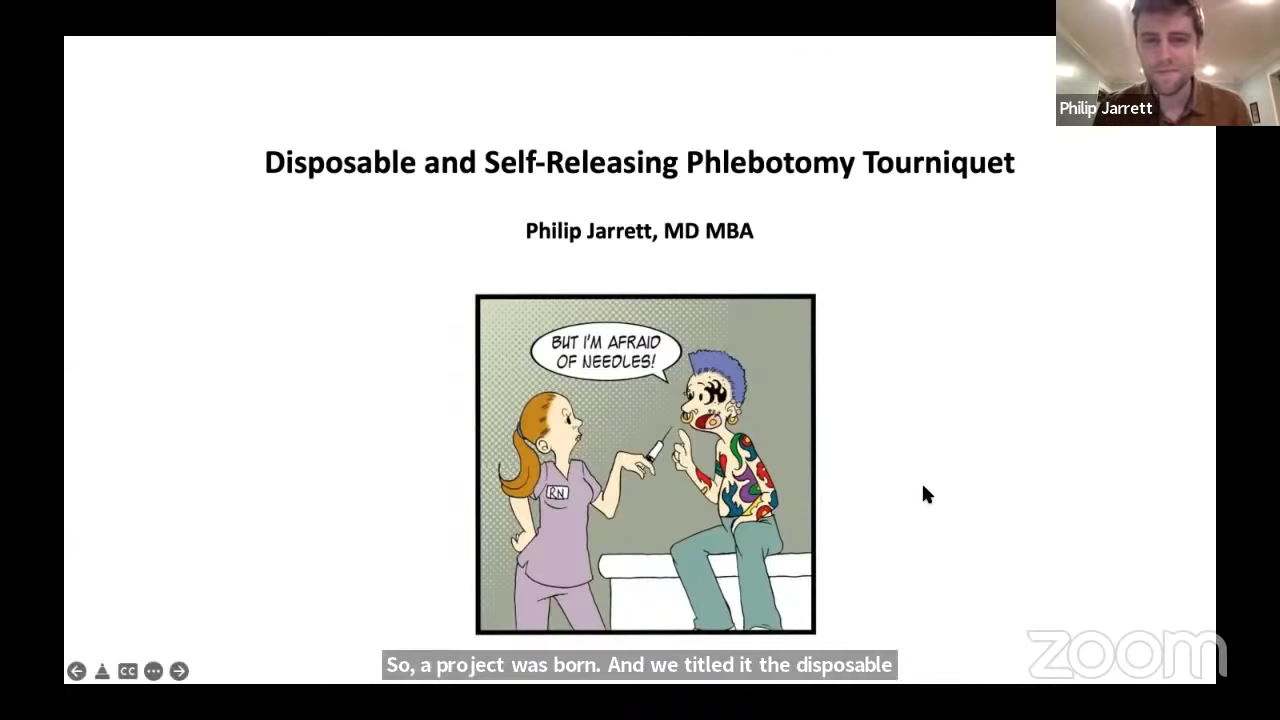 Philip Jarrett
Disposable and Self-Releasing Phlebotomy Tourniquet
Philip Jarrett, MD MBA
BUT I'M AFRAID
OF NEEDLES!
RN
So, a project was born. And we titled it the disposable
CC
zoom